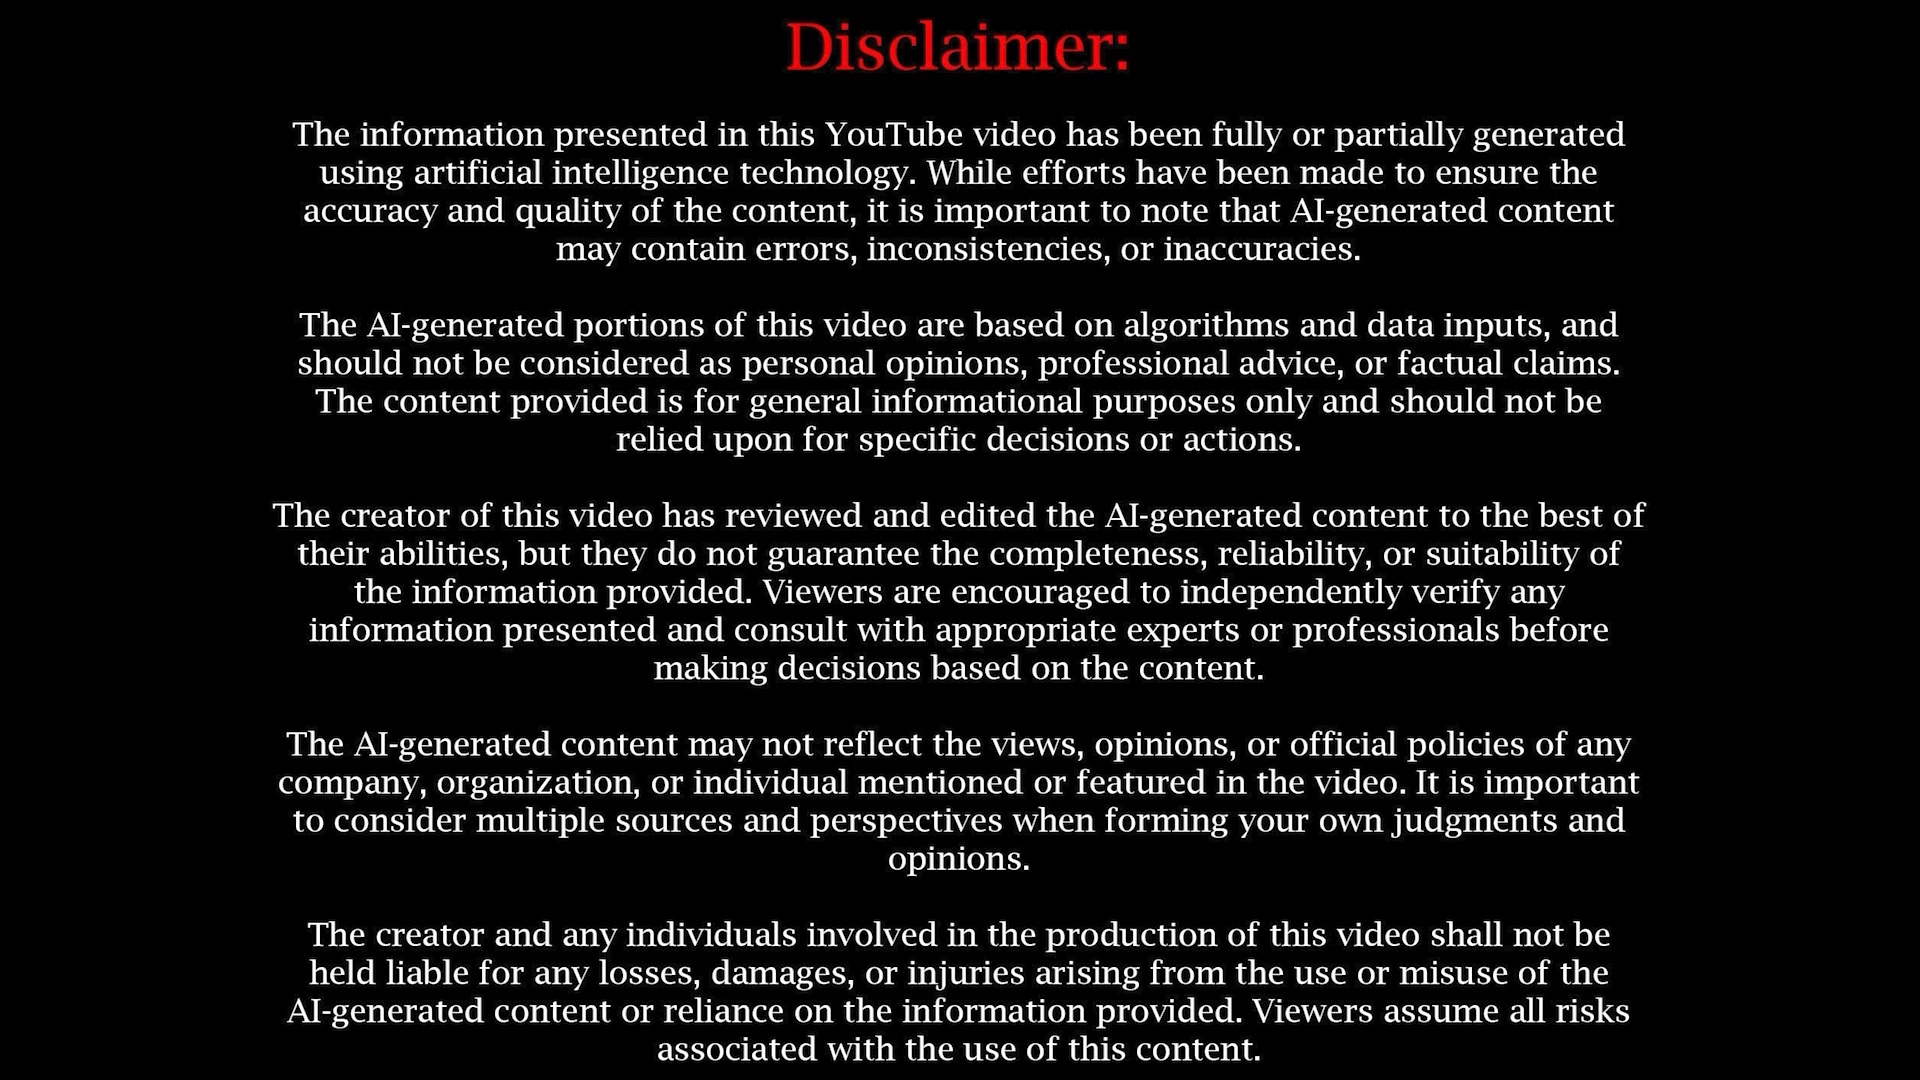 Disclaimer:
The information presented in this YouTube video has been fully or partially generated
using artificial intelligence technology. While efforts have been made to ensure the
accuracy and quality of the content, it is important to note that AI-generated content
may contain errors, inconsistencies, or inaccuracies.
The AI-generated portions of this video are based on algorithms and data inputs, and
should not be considered as personal opinions, professional advice, or factual claims.
The content provided is for general informational purposes only and should not be
relied upon for specific decisions or actions.
The creator of this video has reviewed and edited the AI-generated content to the best of
their abilities, but they do not guarantee the completeness, reliability, or suitability of
the information provided. Viewers are encouraged to independently verify any
information presented and consult with appropriate experts or professionals before
making decisions based on the content.
The AI-generated content may not reflect the views, opinions, or official policies of any
company, organization, or individual mentioned or featured in the video. It is important
to consider multiple sources and perspectives when forming your own judgments and
opinions.
The creator and any individuals involved in the production of this video shall not be
held liable for any losses, damages, or injuries arising from the use or misuse of the
AI-generated content or reliance on the information provided. Viewers assume all risks
associated with the use of this content.